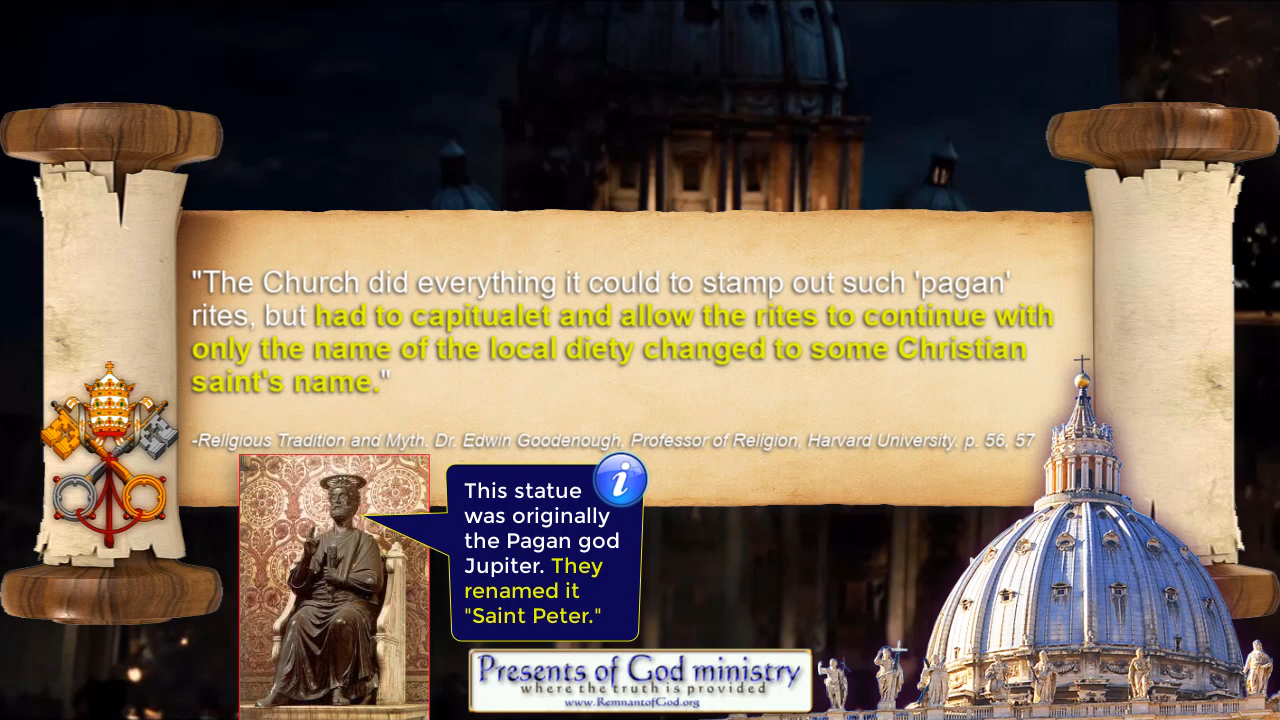 "The Church did everything it could to stamp out such 'pagan'
rites, but had to capitualet and allow the rites to continue with
only the name of the local diety changed to some Christian
saint's name."
-Religious Tradition and Myth. Dr. Edwin Goodenough, Professor of Religion, Harvard University. p. 56, 57
i
This statue
was originally
the Pagan god
Jupiter. They
renamed it
"Saint Peter."
Presents of God ministry
where the truth is provided
www.RemnantofGod.org